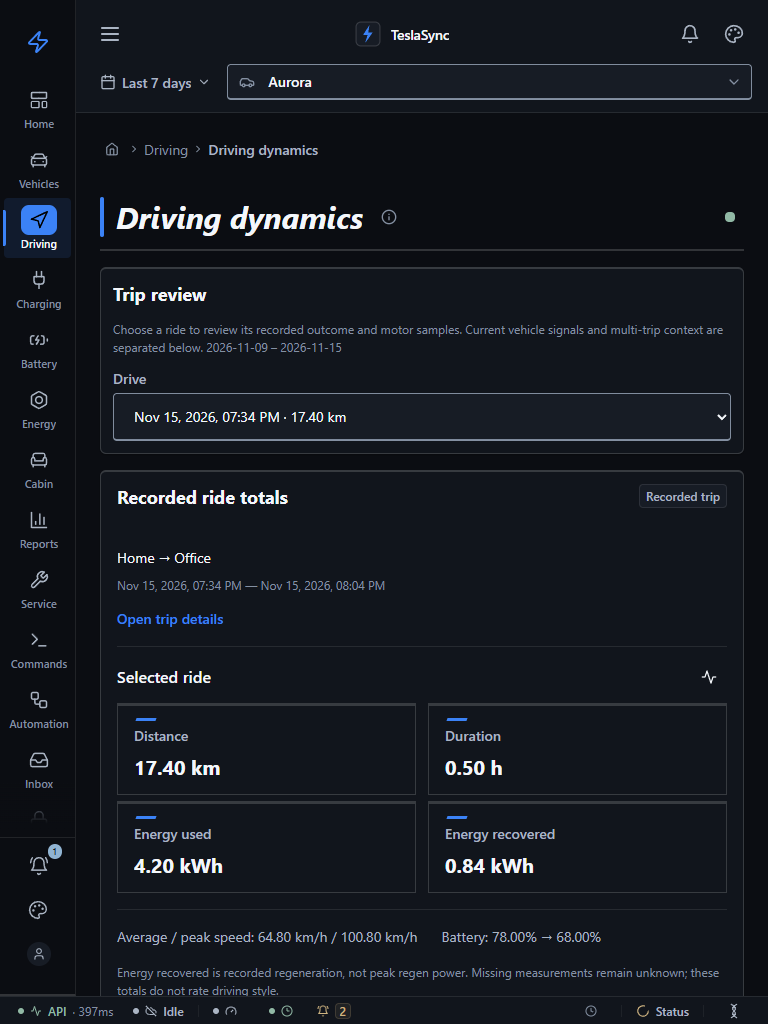 TeslaSync
Last 7 days
Aurora
Home
Vehicles
Driving
Charging
Battery
Energy
Cabin
Reports
Service
Commands
Automation
Inbox
1
Driving
Driving dynamics
Driving dynamics
Trip review
Choose a ride to review its recorded outcome and motor samples. Current vehicle signals and multi-trip context are
separated below. 2026-11-09 – 2026-11-15
Drive
Nov 15, 2026, 07:34 PM · 17.40 km
Recorded ride totals
Recorded trip
Home → Office
Nov 15, 2026, 07:34 PM — Nov 15, 2026, 08:04 PM
Open trip details
Selected ride
Distance
17.40 km
Duration
0.50 h
Energy used
4.20 kWh
Energy recovered
0.84 kWh
Average / peak speed: 64.80 km/h / 100.80 km/h
Battery: 78.00% → 68.00%
Energy recovered is recorded regeneration, not peak regen power. Missing measurements remain unknown; these
totals do not rate driving style.
API · 397ms
Idle
2
Status